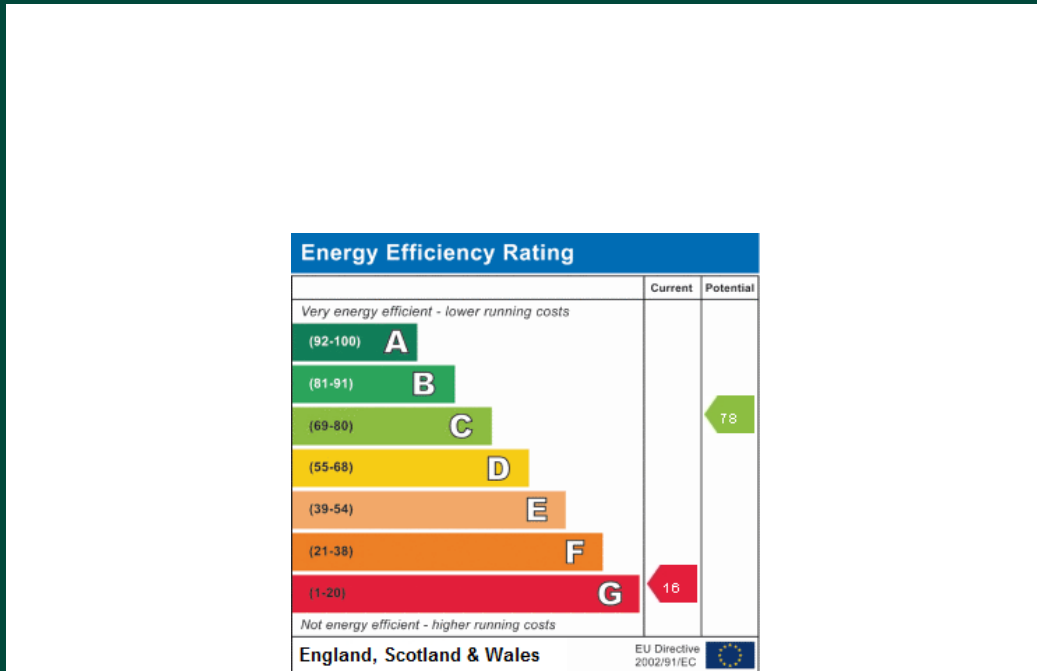 Energy Efficiency Rating
Current Potential
Very energy efficient - lower running costs
(92-100) A
(81-91) B
(69-80) C
78
(55-68) D
(39-54) E
(21-38) F
(1-20) G
16
Not energy efficient - higher running costs
England, Scotland & Wales
EU Directive
2002/91/EC